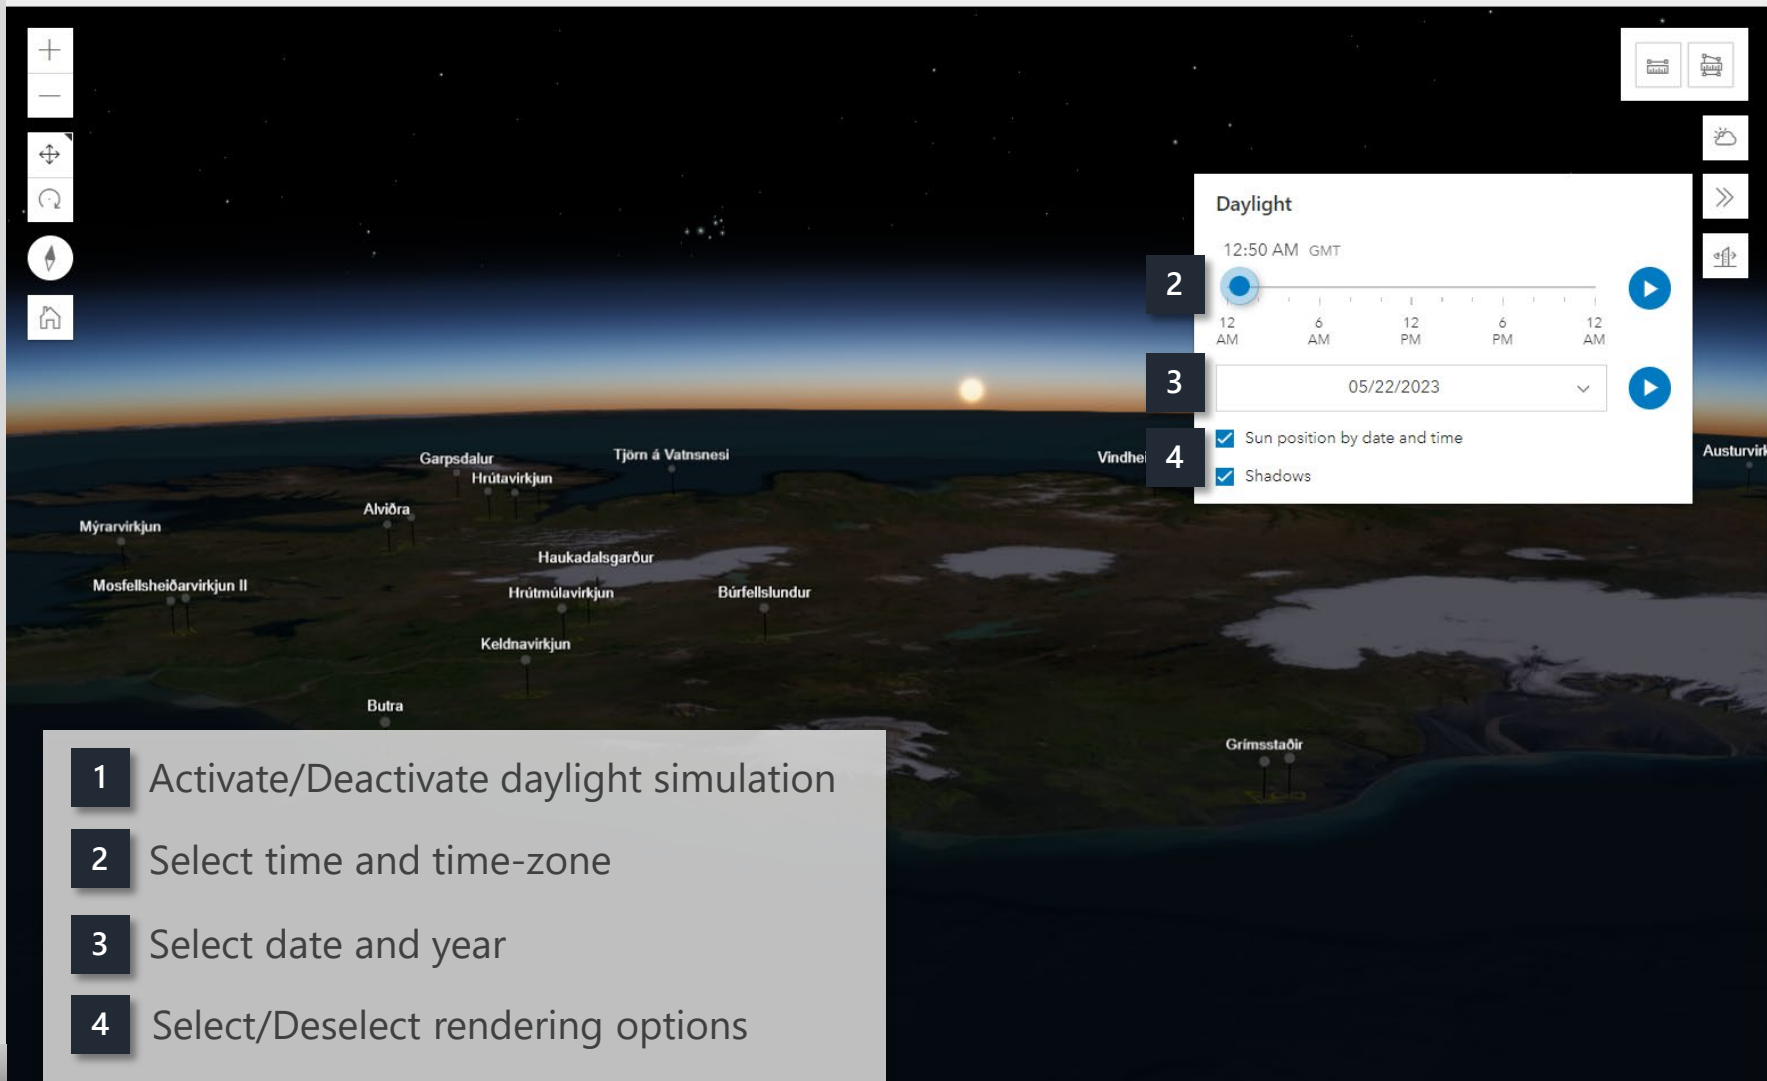 Daylight
12:50 AM GMT
2
12 AM 6 AM 12 PM 6 PM 12 AM
3
05/22/2023
4
Sun position by date and time
Shadows
Garpsdalur
Tjörn á Vatnsnesi
Vindhei
Austurvirk
Hrútavirkjun
Alviðra
Mýrarvirkjun
Haukadalsgarður
Mosfellsheiðarvirkjun II
Hrútmúlavirkjun
Búrfellslundur
Keldnavirkjun
Butra
Grímsstaðir
1 Activate/Deactivate daylight simulation
2 Select time and time-zone
3 Select date and year
4 Select/Deselect rendering options